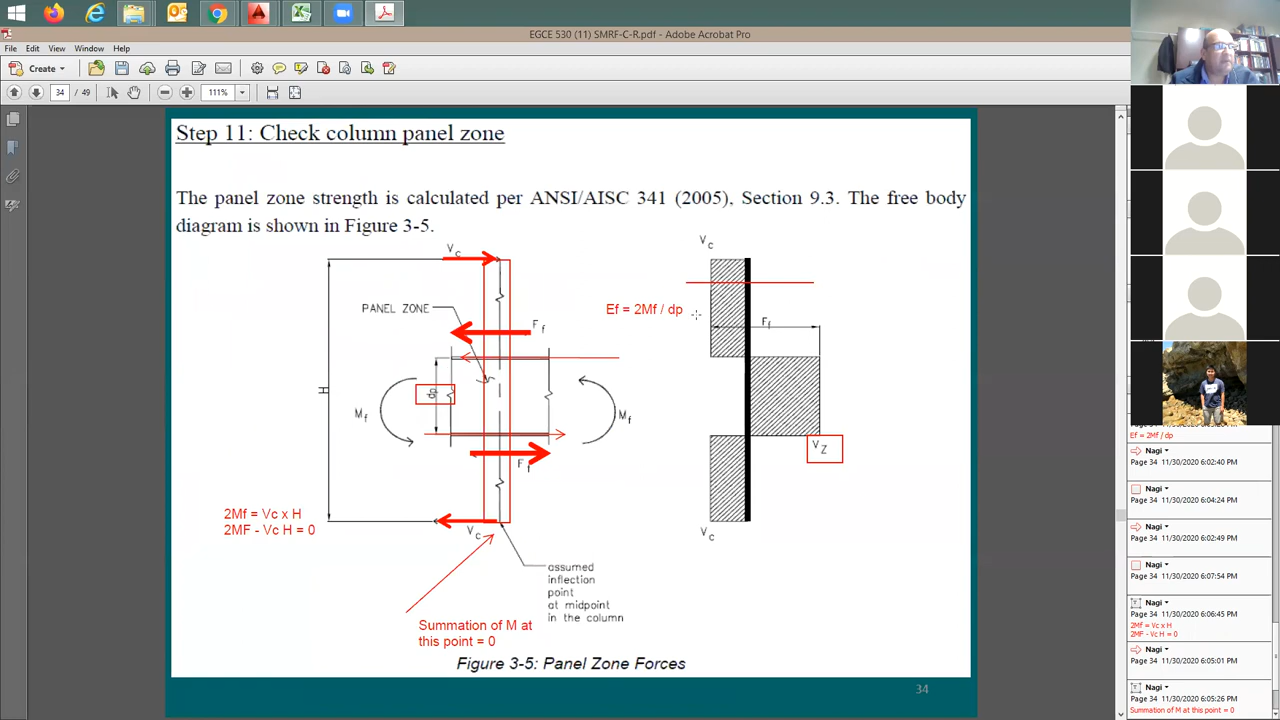 EGCE 530 (11) SMRF-C-R.pdf - Adobe Acrobat Pro
File Edit View Window Help
Create
34 / 49
111%
Step 11: Check column panel zone
The panel zone strength is calculated per ANSI/AISC 341 (2005), Section 9.3. The free body
diagram is shown in Figure 3-5.
Vc
Vc
PANEL ZONE
Ff
Ef = 2Mf / dp
Ff
H
dp
Mf
Mf
Ff
VZ
2Mf = Vc x H
2MF - Vc H = 0
Vc
Vc
assumed
inflection
point
at midpoint
in the column
Summation of M at
this point = 0
Figure 3-5: Panel Zone Forces
34
Ef = 2Mf / dp
Nagi
Page 34 11/30/2020 6:02:40 PM
Nagi
Page 34 11/30/2020 6:04:24 PM
Nagi
Page 34 11/30/2020 6:02:49 PM
Nagi
Page 34 11/30/2020 6:07:54 PM
Nagi
Page 34 11/30/2020 6:06:45 PM
2Mf = Vc x H
2MF - Vc H = 0
Nagi
Page 34 11/30/2020 6:05:01 PM
Nagi
Page 34 11/30/2020 6:05:26 PM
Summation of M at this point = 0